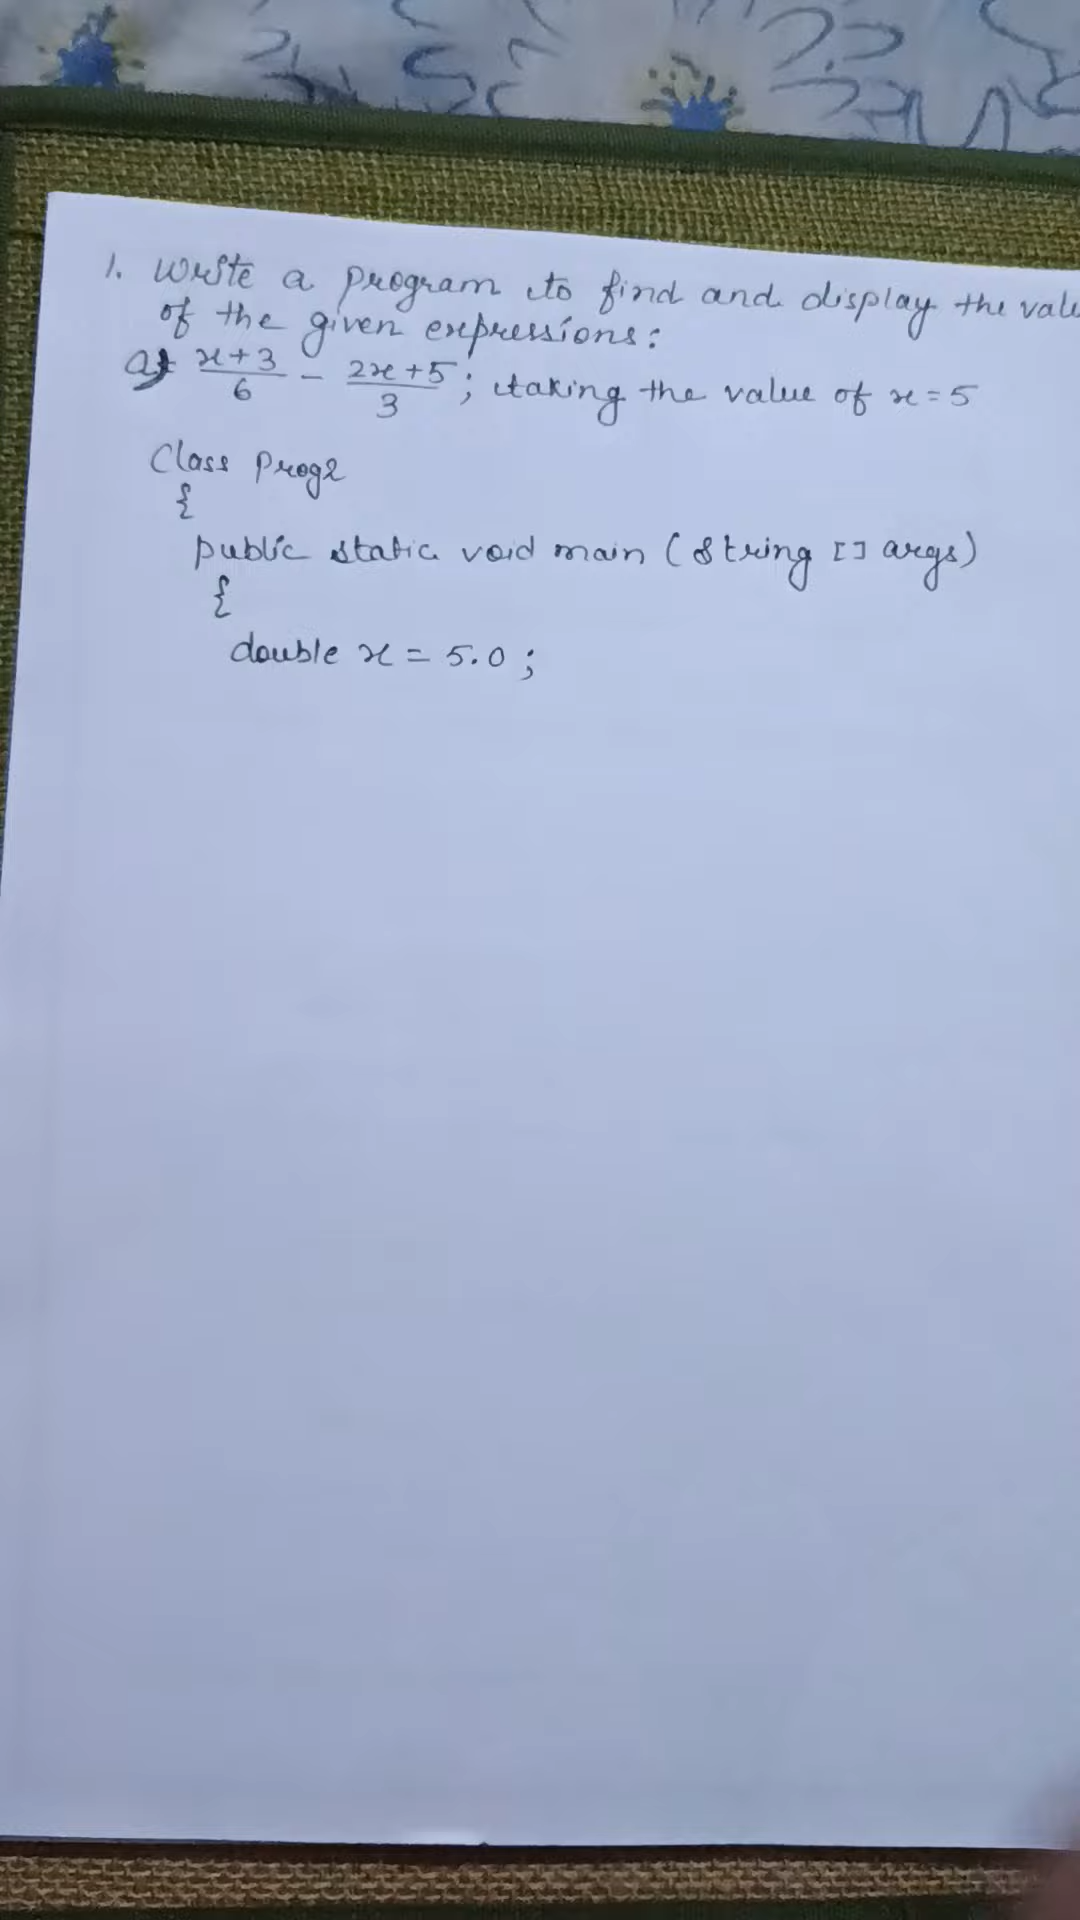 1. Write a program to find and display the valu
of the given expressions:
a) x+3/6 - 2x+5/3; taking the value of x=5
Class Prog2
{
public static void main (String [] args)
{
double x = 5.0;